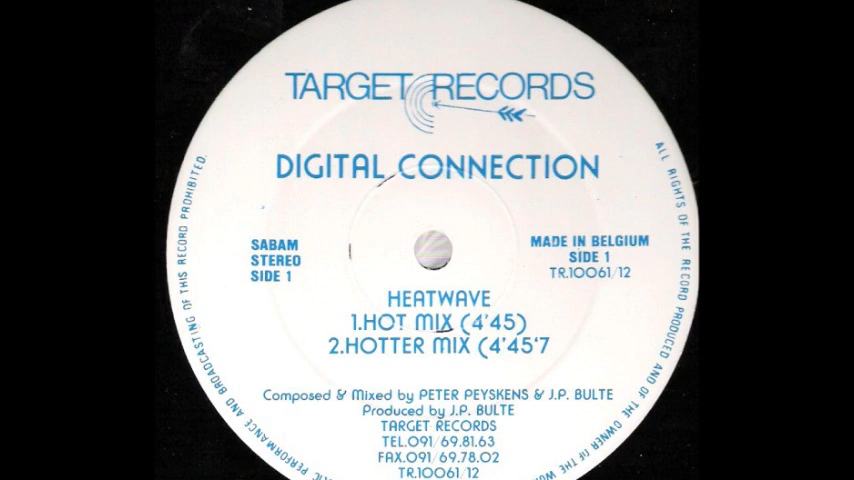 TARGET RECORDS
DIGITAL CONNECTION
SABAM
STEREO
SIDE 1
MADE IN BELGIUM
SIDE 1
TR.10061/12
HEATWAVE
1.HOT MIX (4'45)
2.HOTTER MIX (4'45'7
Composed & Mixed by PETER PEYSKENS & J.P. BULTE
Produced by J.P. BULTE
TARGET RECORDS
TEL.091/69.81.63
FAX.091/69.78.02
TR.10061/12
ALL RIGHTS OF THE RECORD PRODUCED AND OF THE OWNER OF THE
PERFORMANCE AND BROADCASTING OF THIS RECORD PROHIBITED.